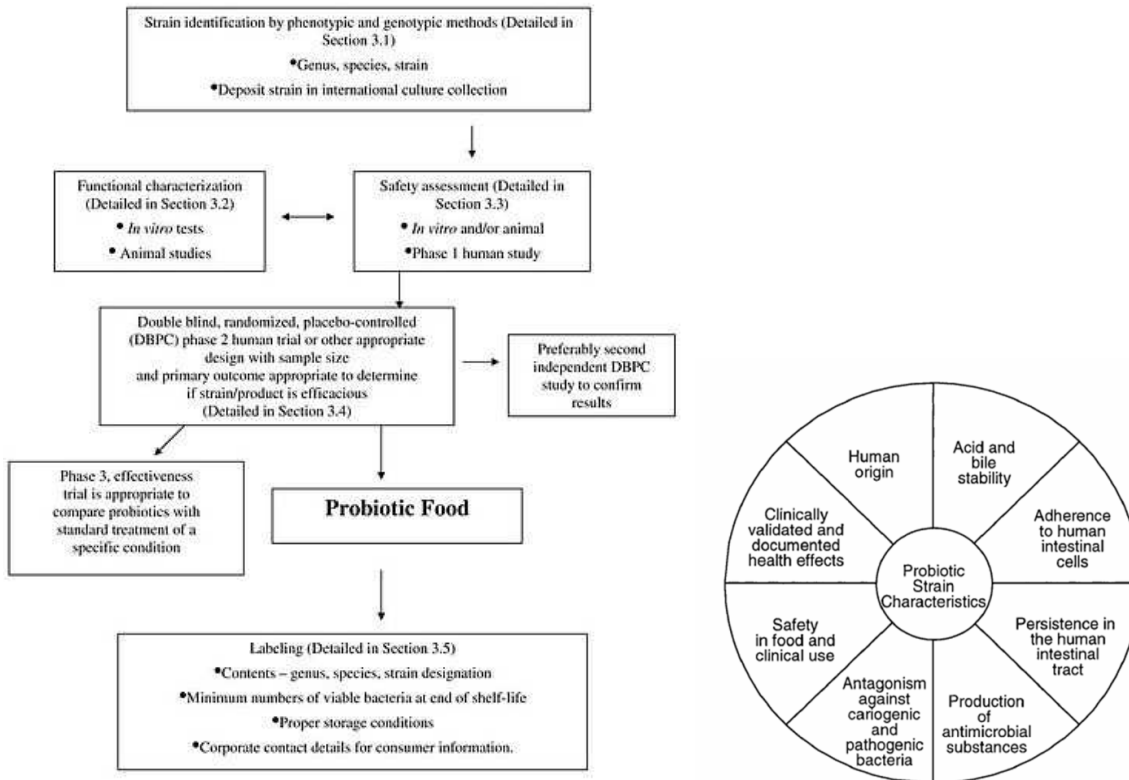 Strain identification by phenotypic and genotypic methods (Detailed in
Section 3.1)
•Genus, species, strain
•Deposit strain in international culture collection
Functional characterization
(Detailed in Section 3.2)
• In vitro tests
• Animal studies
Safety assessment (Detailed in
Section 3.3)
• In vitro and/or animal
•Phase 1 human study
Double blind, randomized, placebo-controlled
(DBPC) phase 2 human trial or other appropriate
design with sample size
and primary outcome appropriate to determine
if strain/product is efficacious
(Detailed in Section 3.4)
Preferably second
independent DBPC
study to confirm
results
Phase 3, effectiveness
trial is appropriate to
compare probiotics with
standard treatment of a
specific condition
Probiotic Food
Labeling (Detailed in Section 3.5)
•Contents – genus, species, strain designation
•Minimum numbers of viable bacteria at end of shelf-life
•Proper storage conditions
•Corporate contact details for consumer information.
Human
origin
Acid and
bile
stability
Adherence
to human
intestinal
cells
Persistence in
the human
intestinal
tract
Production of
antimicrobial
substances
Antagonism
against
cariogenic
and
pathogenic
bacteria
Safety
in food and
clinical use
Clinically
validated and
documented
health effects
Probiotic
Strain
Characteristics